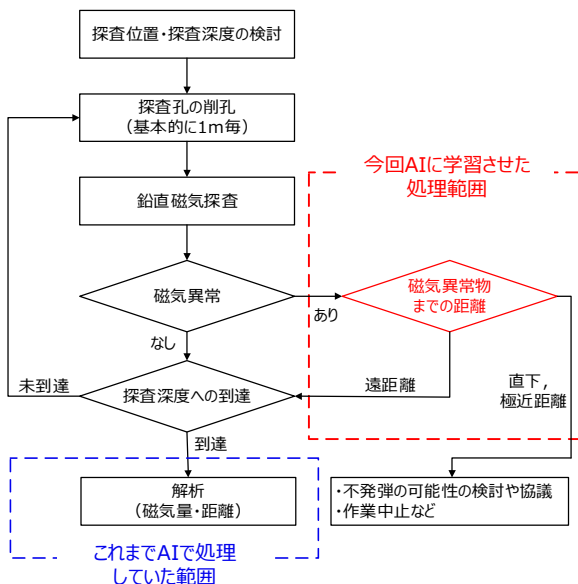 探査位置・探査深度の検討
探査孔の削孔
（基本的に1m毎）
今回AIに学習させた
処理範囲
鉛直磁気探査
磁気異常
磁気異常物
までの距離
あり
なし
未到達
探査深度への到達
遠距離
直下，
極近距離
到達
解析
（磁気量・距離）
・不発弾の可能性の検討や協議
・作業中止など
これまでAIで処理
していた範囲